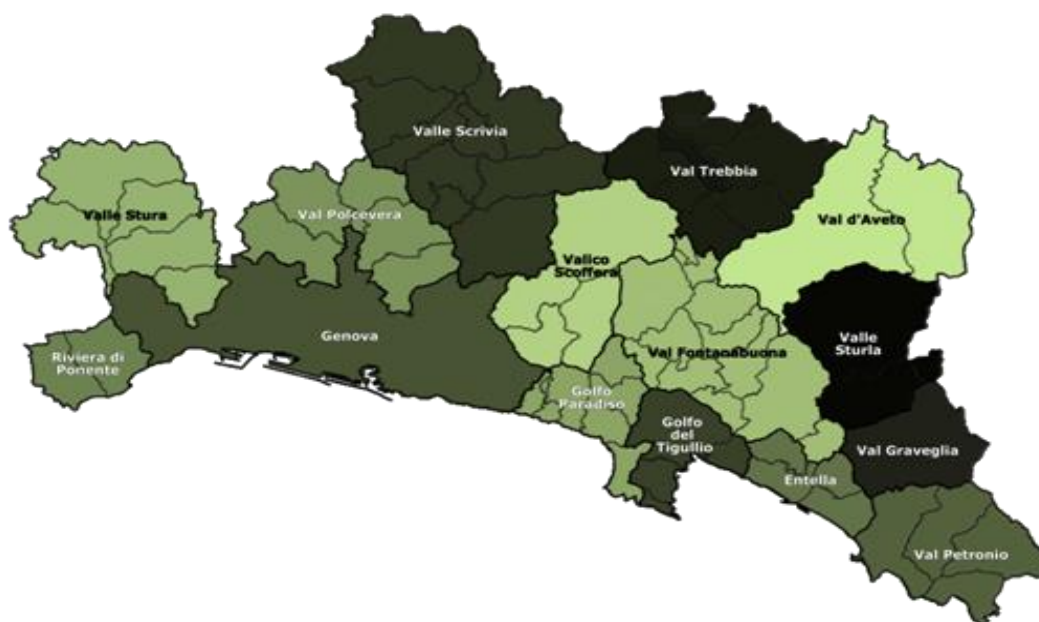 Valle Scrivia
Val Trebbia
Valle Stura
Val Polcevera
Val d'Aveto
Valico
Scoffera
Genova
Valle
Sturla
Riviera di
Ponente
Val Fontanabuona
Golfo
Paradiso
Golfo
del
Tigullio
Val Graveglia
Entella
Val Petronio